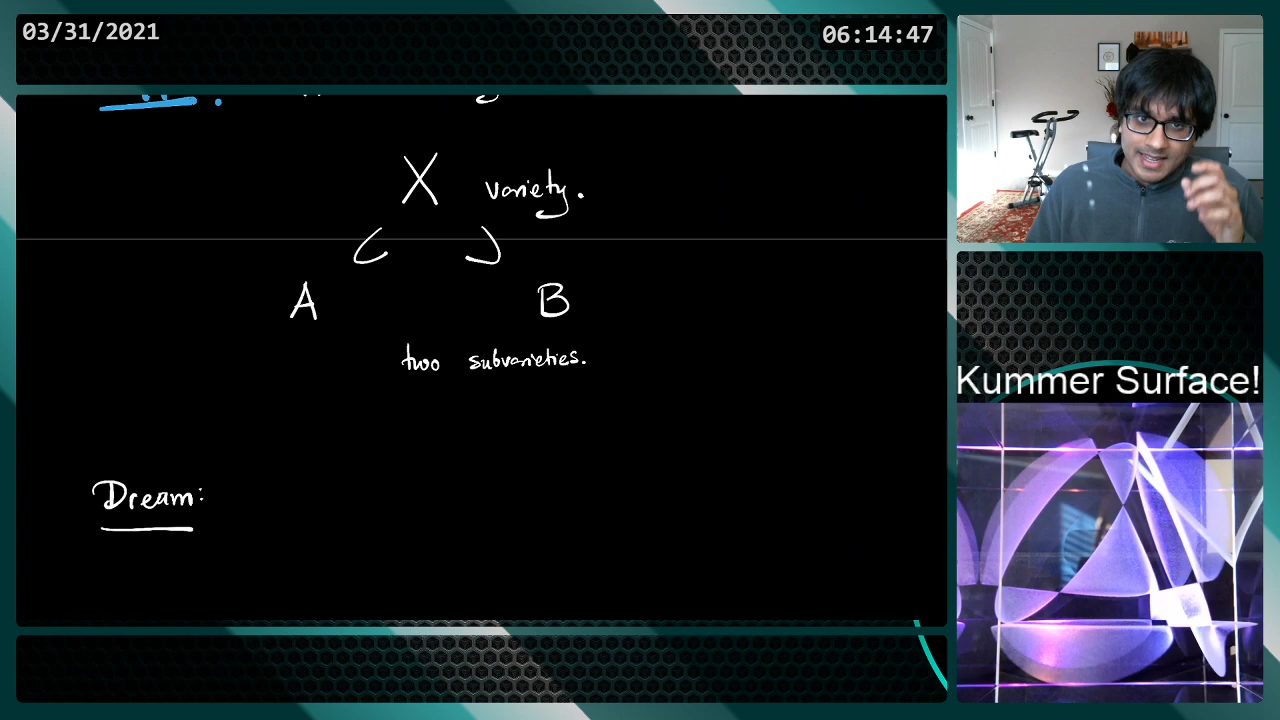 03/31/2021
06:14:47
X variety.
A B
two subvarieties.
Dream:
Kummer Surface!